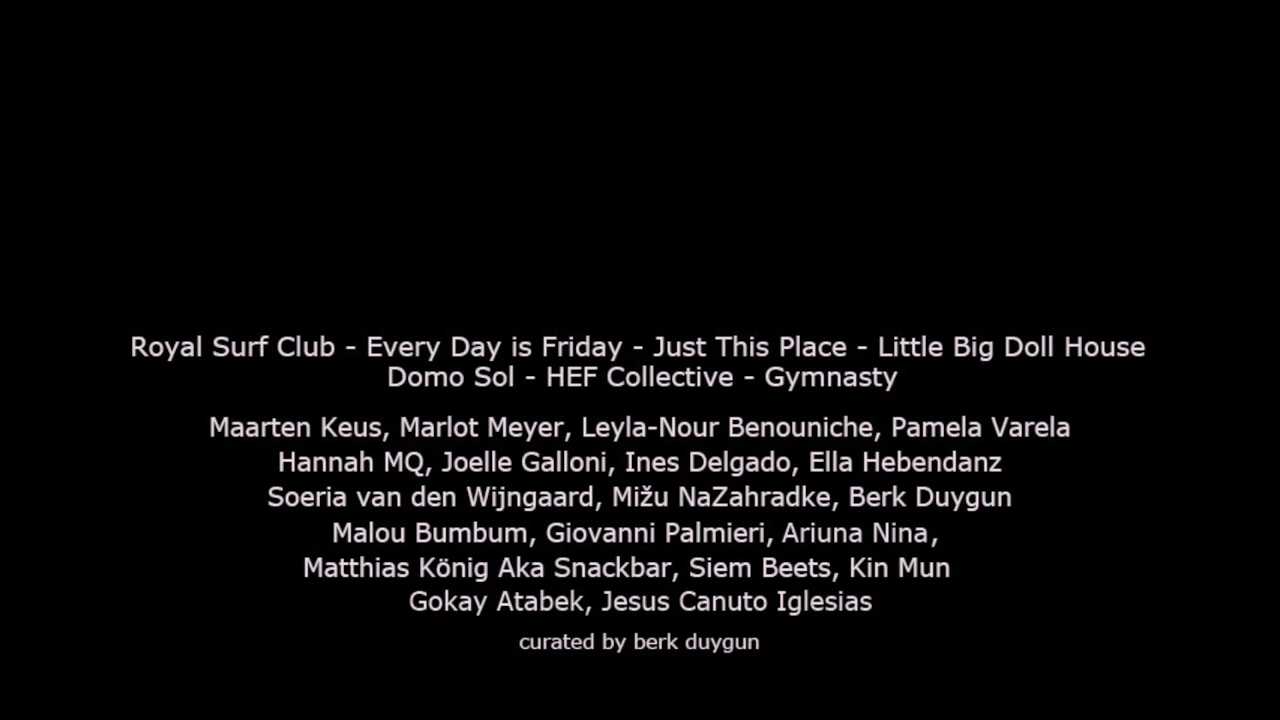 Royal Surf Club - Every Day is Friday - Just This Place - Little Big Doll House
Domo Sol - HEF Collective - Gymnasty
Maarten Keus, Marlot Meyer, Leyla-Nour Benouniche, Pamela Varela
Hannah MQ, Joelle Galloni, Ines Delgado, Ella Hebendanz
Soeria van den Wijngaard, Mižu NaZahradke, Berk Duygun
Malou Bumbum, Giovanni Palmieri, Ariuna Nina,
Matthias König Aka Snackbar, Siem Beets, Kin Mun
Gokay Atabek, Jesus Canuto Iglesias
curated by berk duygun